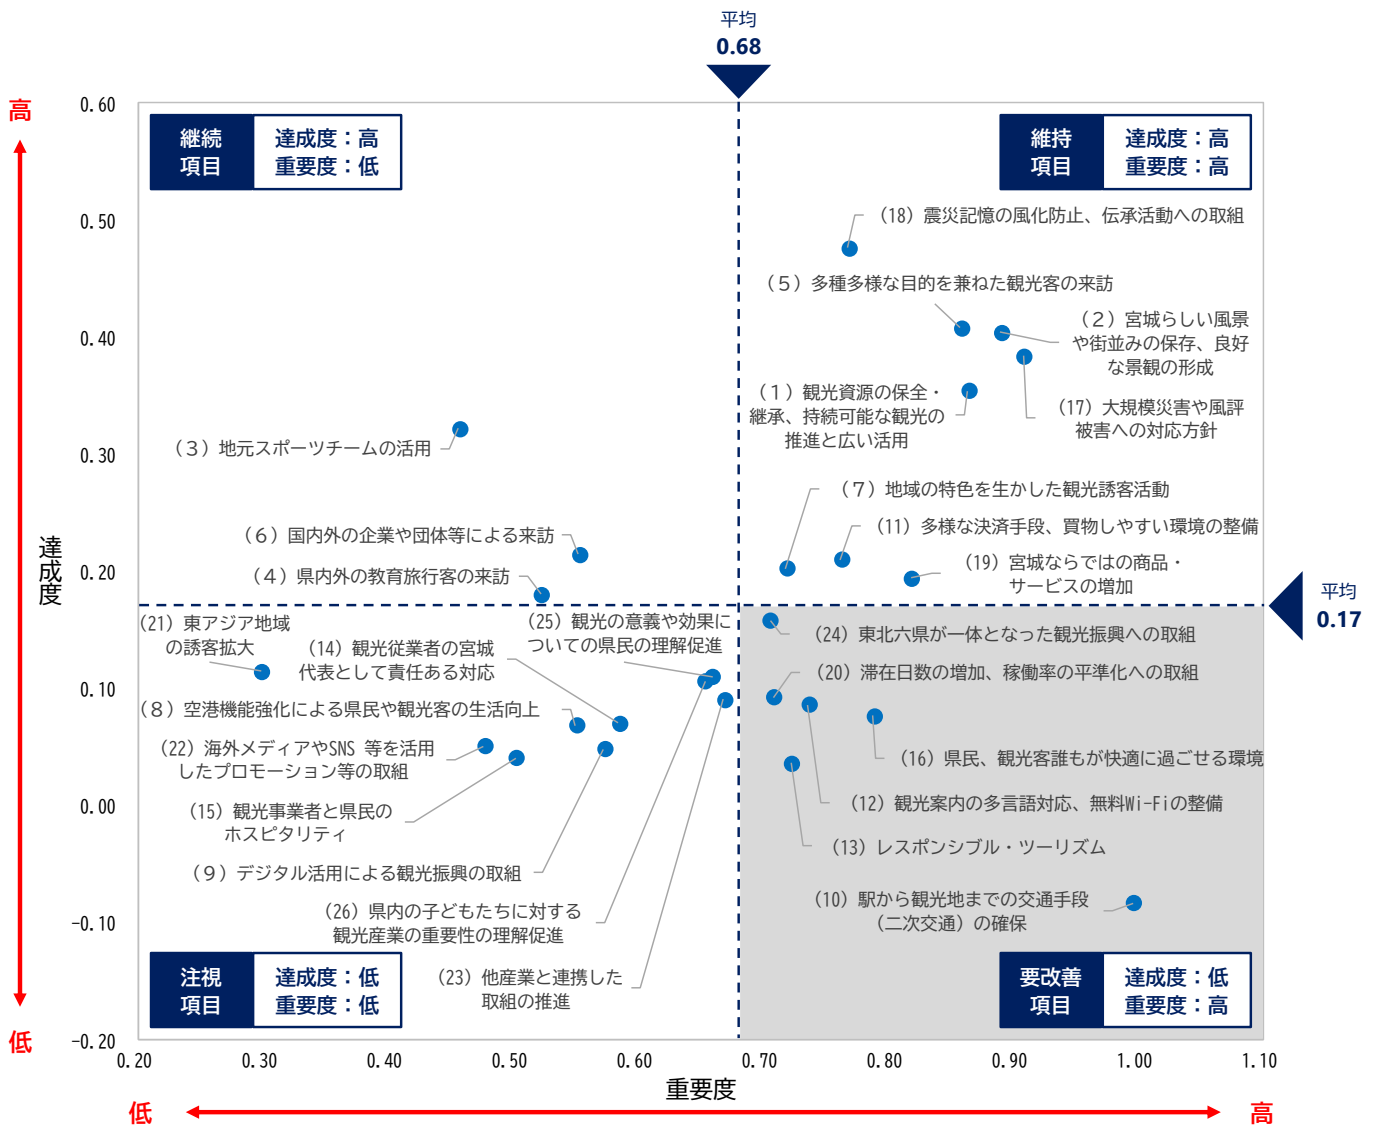 平均
0.68
高
0.60
継続
項目
達成度：高
重要度：低
維持
項目
達成度：高
重要度：高
0.50
（18）震災記憶の風化防止、伝承活動への取組
（５）多種多様な目的を兼ねた観光客の来訪
0.40
（２）宮城らしい風景
や街並みの保存、良好
な景観の形成
（１）観光資源の保全・
継承、持続可能な観光の
推進と広い活用
（17）大規模災害や風評
被害への対応方針
（３）地元スポーツチームの活用
0.30
（７）地域の特色を生かした観光誘客活動
（11）多様な決済手段、買物しやすい環境の整備
（６）国内外の企業や団体等による来訪
（19）宮城ならではの商品・
サービスの増加
（４）県内外の教育旅行客の来訪
0.20
達成度
平均
0.17
（21）東アジア地域
の誘客拡大
（14）観光従業者の宮城
代表として責任ある対応
（25）観光の意義や効果に
ついての県民の理解促進
（24）東北六県が一体となった観光振興への取組
（20）滞在日数の増加、稼働率の平準化への取組
0.10
（８）空港機能強化による県民や観光客の生活向上
（22）海外メディアやSNS 等を活用
したプロモーション等の取組
（16）県民、観光客誰もが快適に過ごせる環境
0.00
（15）観光事業者と県民の
ホスピタリティ
（12）観光案内の多言語対応、無料Wi-Fiの整備
（13）レスポンシブル・ツーリズム
（９）デジタル活用による観光振興の取組
（10）駅から観光地までの交通手段
（二次交通）の確保
（26）県内の子どもたちに対する
観光産業の重要性の理解促進
-0.10
（23）他産業と連携した
取組の推進
注視
項目
達成度：低
重要度：低
要改善
項目
達成度：低
重要度：高
低
-0.20
0.20 0.30 0.40 0.50 0.60 0.70 0.80 0.90 1.00 1.10
重要度
低
高